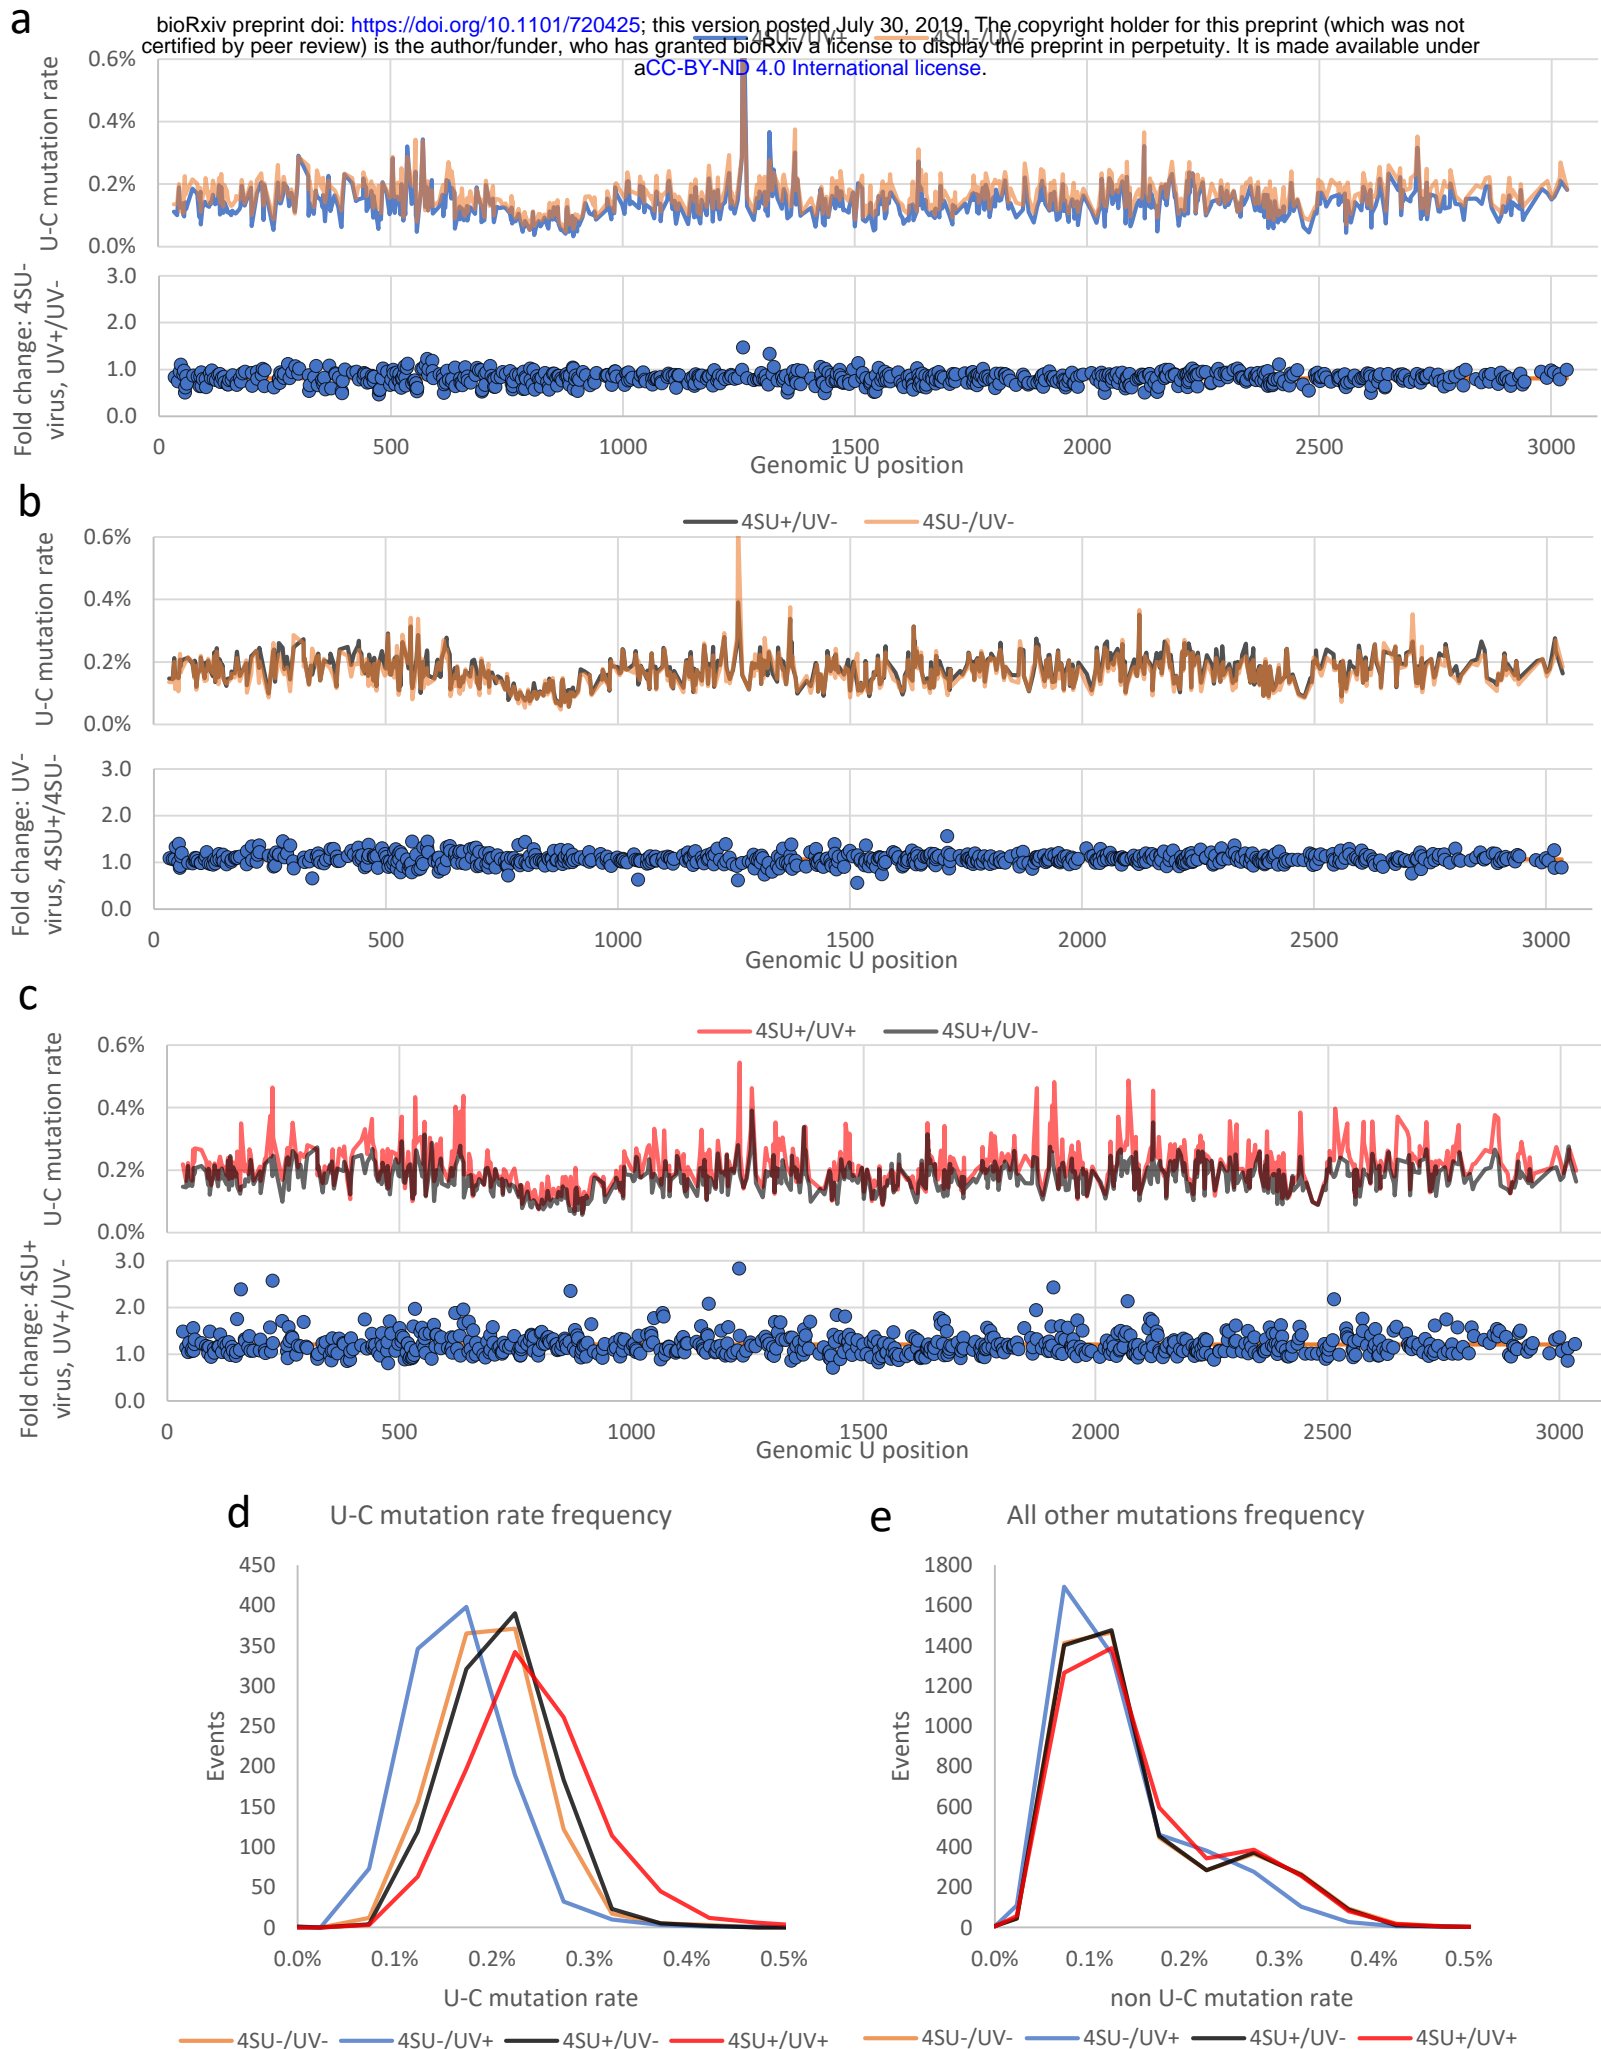 a
bioRxiv preprint doi: https://doi.org/10.1101/720425; this version posted July 30, 2019. The copyright holder for this preprint (which was not
certified by peer review) is the author/funder, who has granted bioRxiv a license to display the preprint in perpetuity. It is made available under
aCC-BY-ND 4.0 International license.
4SU-/UV+ 4SU-/UV-
U-C mutation rate
0.6%
0.4%
0.2%
0.0%
Fold change: 4SU-
virus, UV+/UV-
3.0
2.0
1.0
0.0
0 500 1000 1500 2000 2500 3000
Genomic U position
b
4SU+/UV- 4SU-/UV-
U-C mutation rate
0.6%
0.4%
0.2%
0.0%
Fold change: UV-
virus, 4SU+/4SU-
3.0
2.0
1.0
0.0
0 500 1000 1500 2000 2500 3000
Genomic U position
c
4SU+/UV+ 4SU+/UV-
U-C mutation rate
0.6%
0.4%
0.2%
0.0%
Fold change: 4SU+
virus, UV+/UV-
3.0
2.0
1.0
0.0
0 500 1000 1500 2000 2500 3000
Genomic U position
d U-C mutation rate frequency
Events
450
400
350
300
250
200
150
100
50
0
0.0% 0.1% 0.2% 0.3% 0.4% 0.5%
U-C mutation rate
4SU-/UV- 4SU-/UV+ 4SU+/UV- 4SU+/UV+
e All other mutations frequency
Events
1800
1600
1400
1200
1000
800
600
400
200
0
0.0% 0.1% 0.2% 0.3% 0.4% 0.5%
non U-C mutation rate
4SU-/UV- 4SU-/UV+ 4SU+/UV- 4SU+/UV+